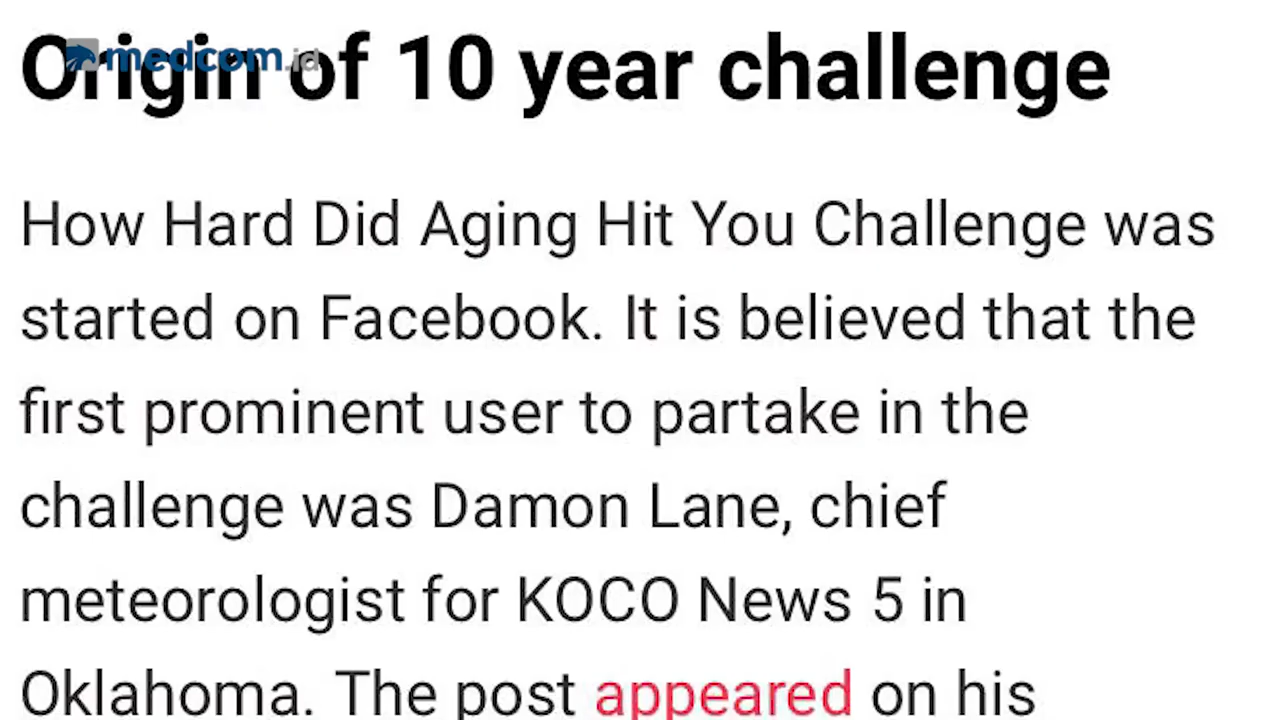 Origin of 10 year challenge
medcom.id
How Hard Did Aging Hit You Challenge was
started on Facebook. It is believed that the
first prominent user to partake in the
challenge was Damon Lane, chief
meteorologist for KOCO News 5 in
Oklahoma. The post appeared on his